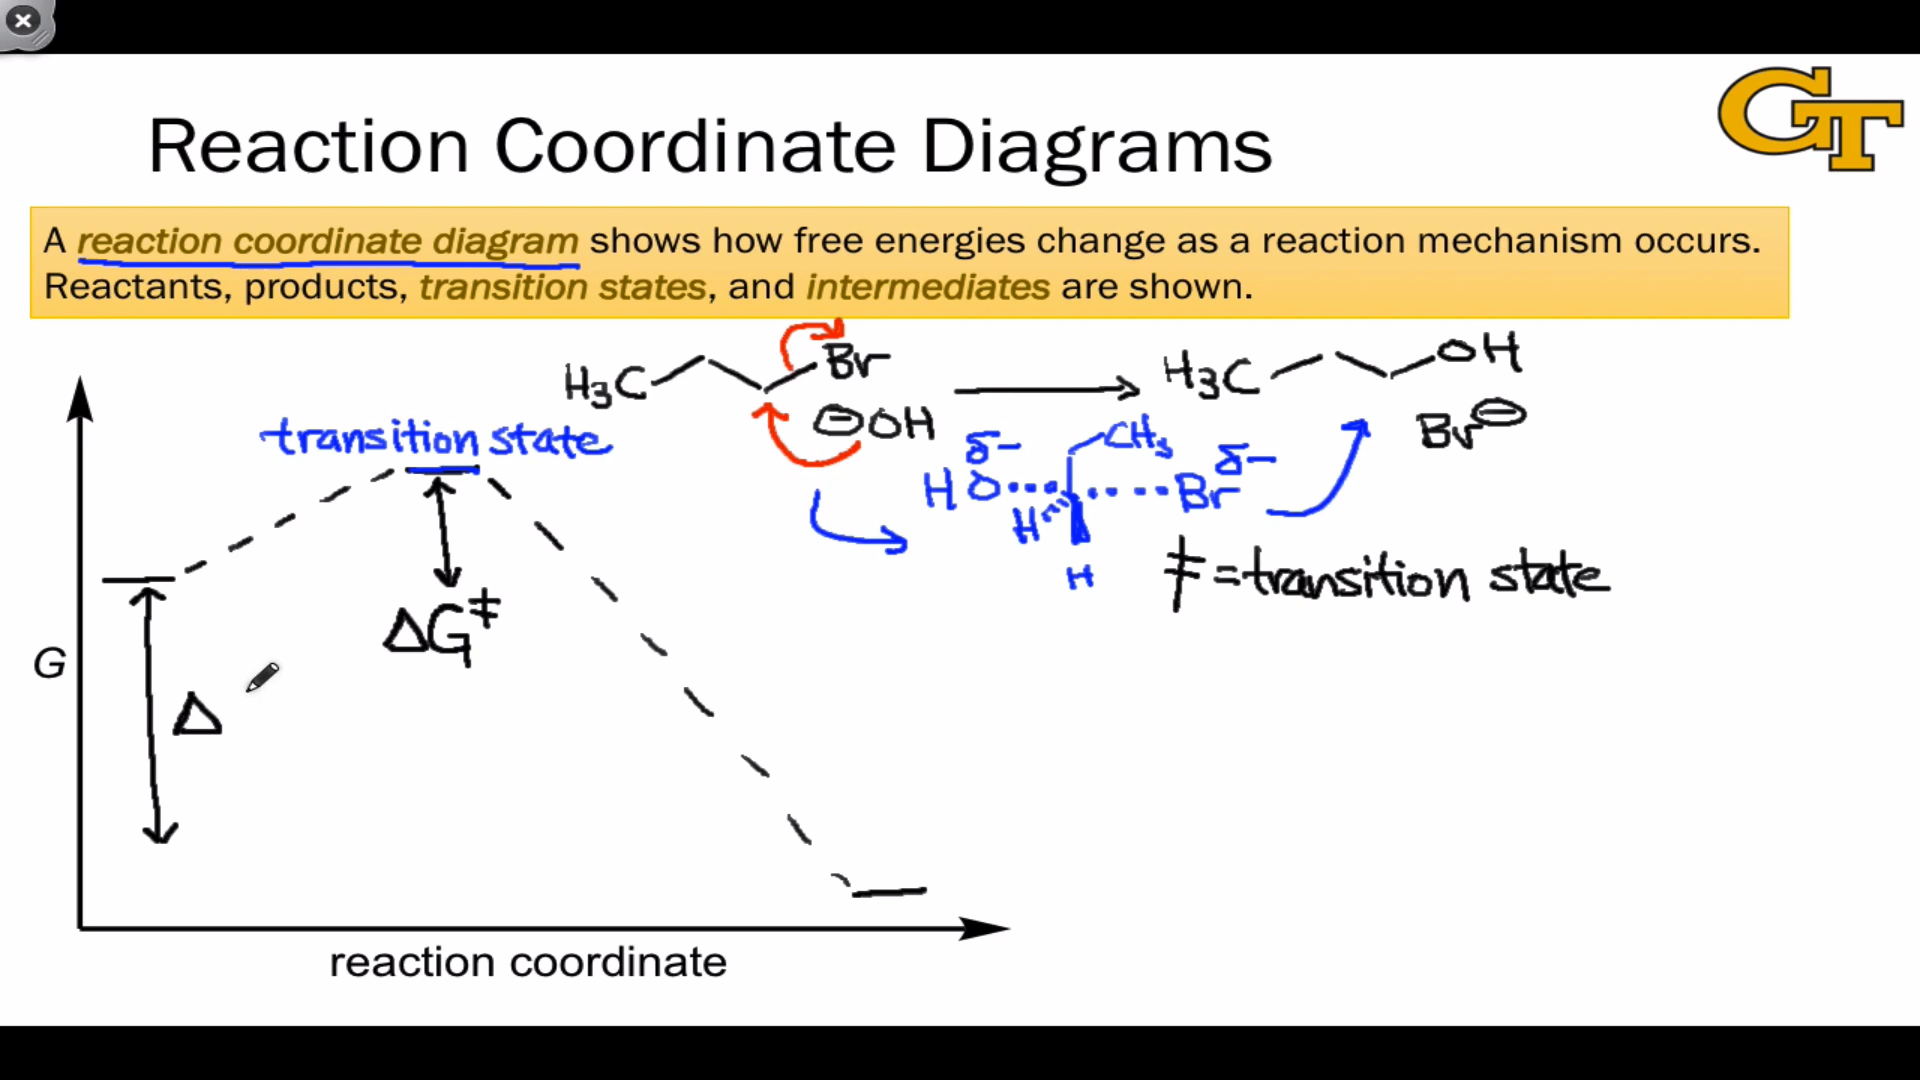 GT
Reaction Coordinate Diagrams
A reaction coordinate diagram shows how free energies change as a reaction mechanism occurs.
Reactants, products, transition states, and intermediates are shown.
H₃C Br
⊖OH
H₃C OH
Br⊖
transition state
δ− CH₃ δ−
HO Br
H
H
‡ = transition state
ΔG‡
G
Δ
reaction coordinate